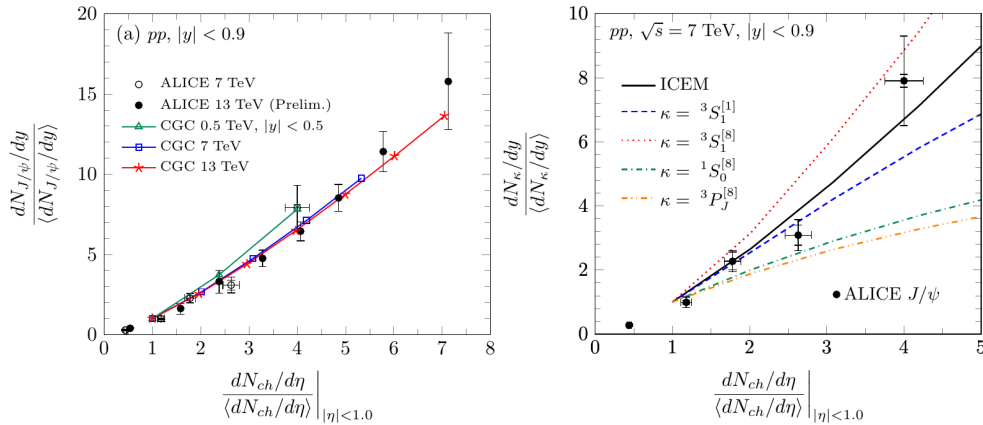 (a) pp, |y| < 0.9
ALICE 7 TeV
ALICE 13 TeV (Prelim.)
CGC 0.5 TeV, |y| < 0.5
CGC 7 TeV
CGC 13 TeV
20
15
10
5
0
0 1 2 3 4 5 6 7 8
dN_{J/ψ}/dy
⟨dN_{J/ψ}/dy⟩
dN_{ch}/dη
⟨dN_{ch}/dη⟩ |_{|η|<1.0}
pp, √s = 7 TeV, |y| < 0.9
ICEM
κ = ³S₁^{[1]}
κ = ³S₁^{[8]}
κ = ¹S₀^{[8]}
κ = ³P_J^{[8]}
ALICE J/ψ
10
8
6
4
2
0
0 1 2 3 4 5
dN_κ/dy
⟨dN_κ/dy⟩
dN_{ch}/dη
⟨dN_{ch}/dη⟩ |_{|η|<1.0}